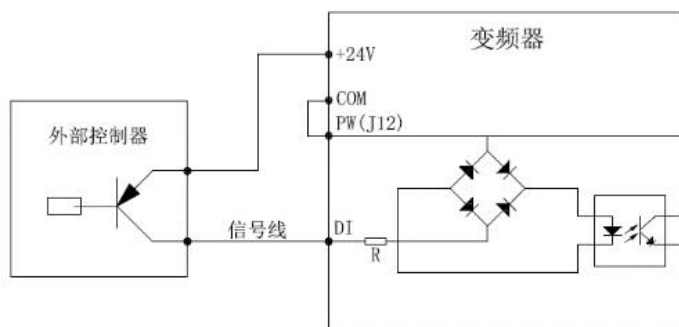 变频器
+24V
COM
PW(J12)
外部控制器
信号线
DI
R